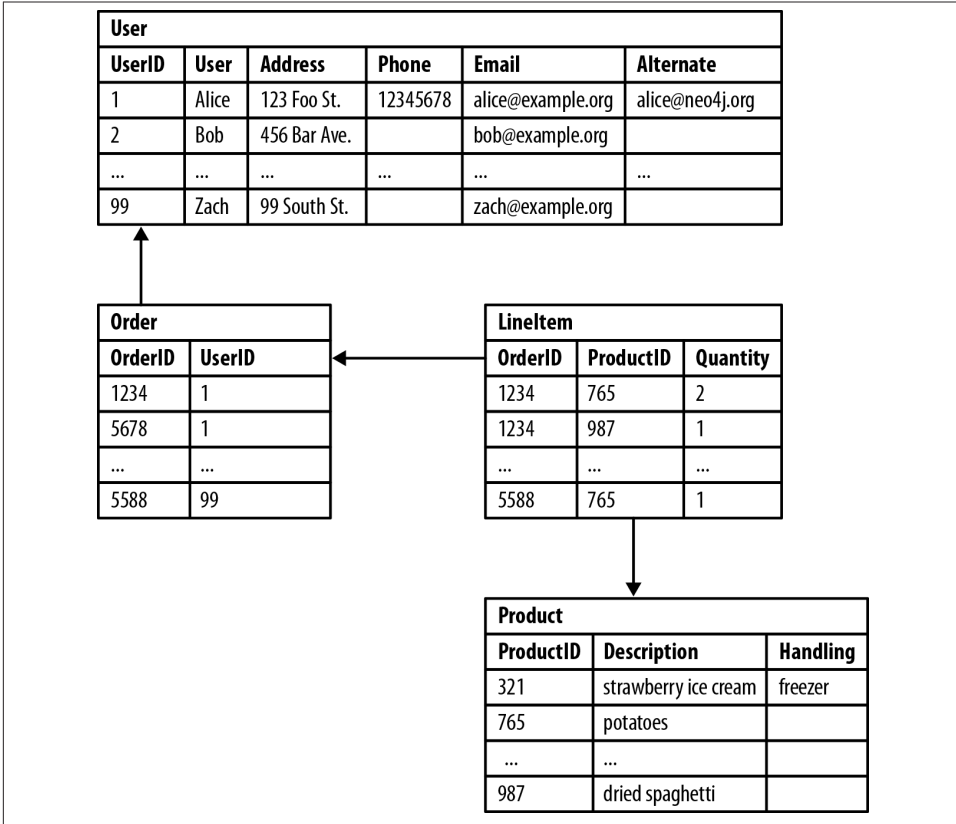 User
UserID User Address Phone Email Alternate
1 Alice 123 Foo St. 12345678 alice@example.org alice@neo4j.org
2 Bob 456 Bar Ave. bob@example.org
... ... ... ... ... ...
99 Zach 99 South St. zach@example.org
Order
OrderID UserID
1234 1
5678 1
... ...
5588 99
LineItem
OrderID ProductID Quantity
1234 765 2
1234 987 1
... ... ...
5588 765 1
Product
ProductID Description Handling
321 strawberry ice cream freezer
765 potatoes
... ...
987 dried spaghetti